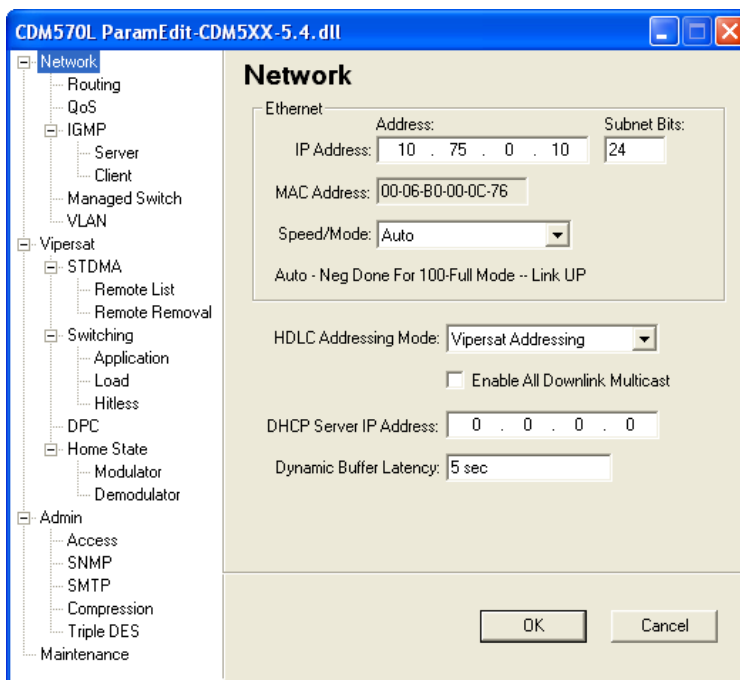 CDM570L ParamEdit-CDM5XX-5.4.dll
Network
Routing
QoS
IGMP
Server
Client
Managed Switch
VLAN
Vipersat
STDMA
Remote List
Remote Removal
Switching
Application
Load
Hitless
DPC
Home State
Modulator
Demodulator
Admin
Access
SNMP
SMTP
Compression
Triple DES
Maintenance
Network
Ethernet
Address: Subnet Bits:
IP Address: 10 . 75 . 0 . 10 24
MAC Address: 00-06-B0-00-0C-76
Speed/Mode: Auto
Auto - Neg Done For 100-Full Mode -- Link UP
HDLC Addressing Mode: Vipersat Addressing
Enable All Downlink Multicast
DHCP Server IP Address: 0 . 0 . 0 . 0
Dynamic Buffer Latency: 5 sec
OK Cancel